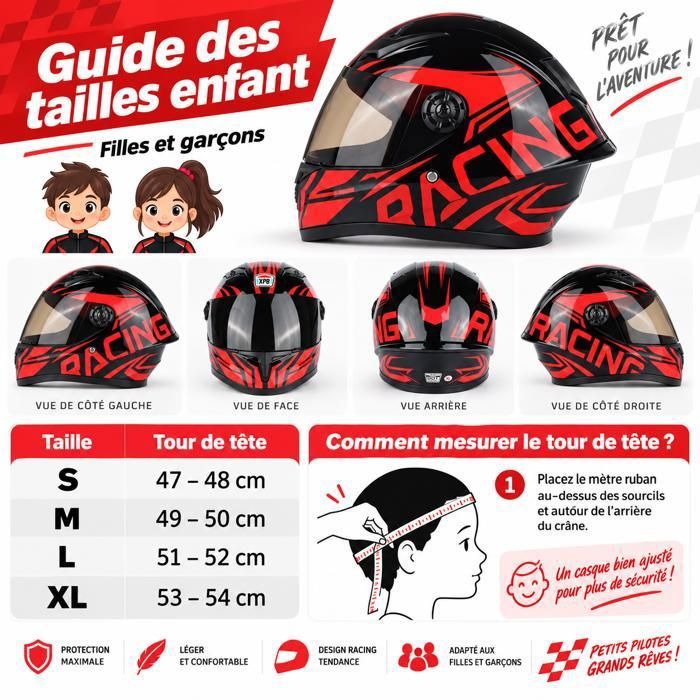 Guide des
tailles enfant
Filles et garçons
PRÊT
POUR
L'AVENTURE !
RACING
RACING
XPB
RACING
VUE DE CÔTÉ GAUCHE
VUE DE FACE
VUE ARRIÈRE
VUE DE CÔTÉ DROITE
Taille
Tour de tête
S
47 – 48 cm
M
49 – 50 cm
L
51 – 52 cm
XL
53 – 54 cm
Comment mesurer le tour de tête ?
1
Placez le mètre ruban
au-dessus des sourcils
et autour de l'arrière
du crâne.
Un casque bien ajusté
pour plus de sécurité !
PROTECTION
MAXIMALE
LÉGER
ET CONFORTABLE
DESIGN RACING
TENDANCE
ADAPTÉ AUX
FILLES ET GARÇONS
PETITS PILOTES
GRANDS RÊVES !